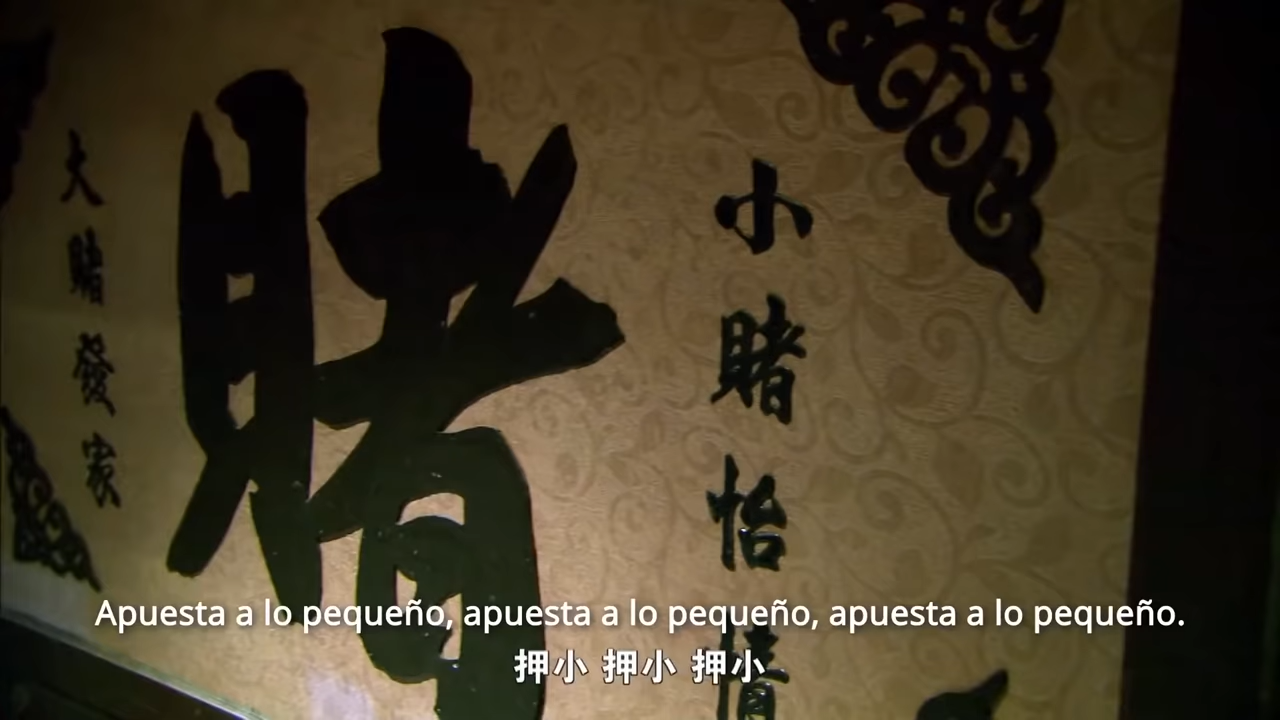 小賭怡情
賭
大賭發家
Apuesta a lo pequeño, apuesta a lo pequeño, apuesta a lo pequeño.
押小 押小 押小